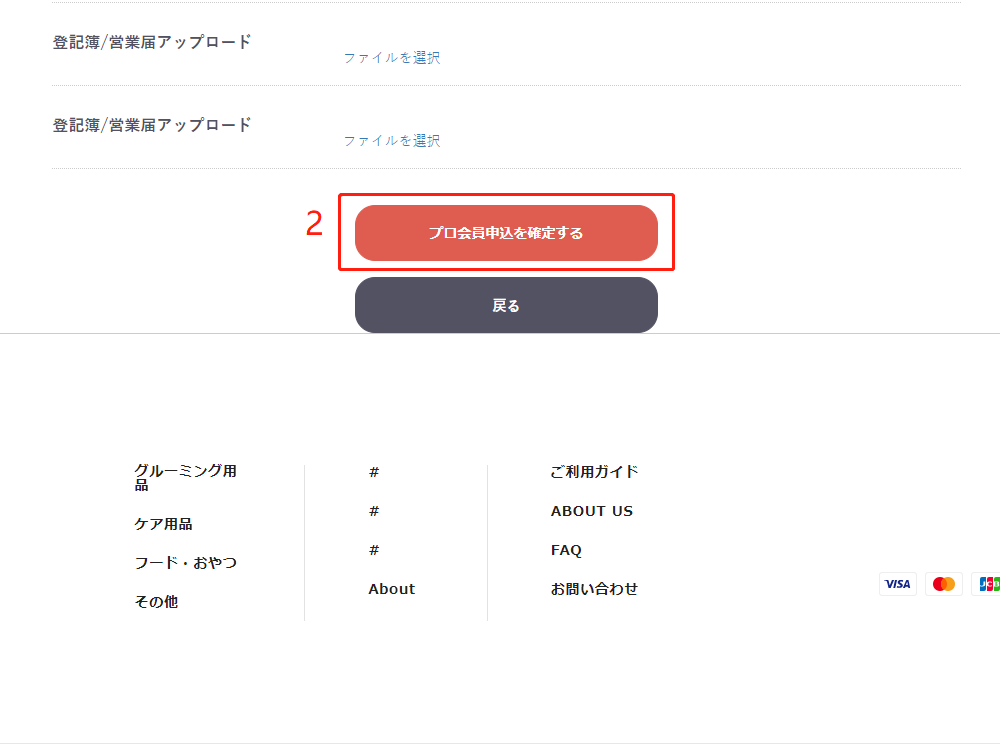 登記簿/営業届アップロード
ファイルを選択
登記簿/営業届アップロード
ファイルを選択
2
プロ会員申込を確定する
戻る
グルーミング用
品
ケア用品
フード・おやつ
その他
#
#
#
About
ご利用ガイド
ABOUT US
FAQ
お問い合わせ
VISA
JCB